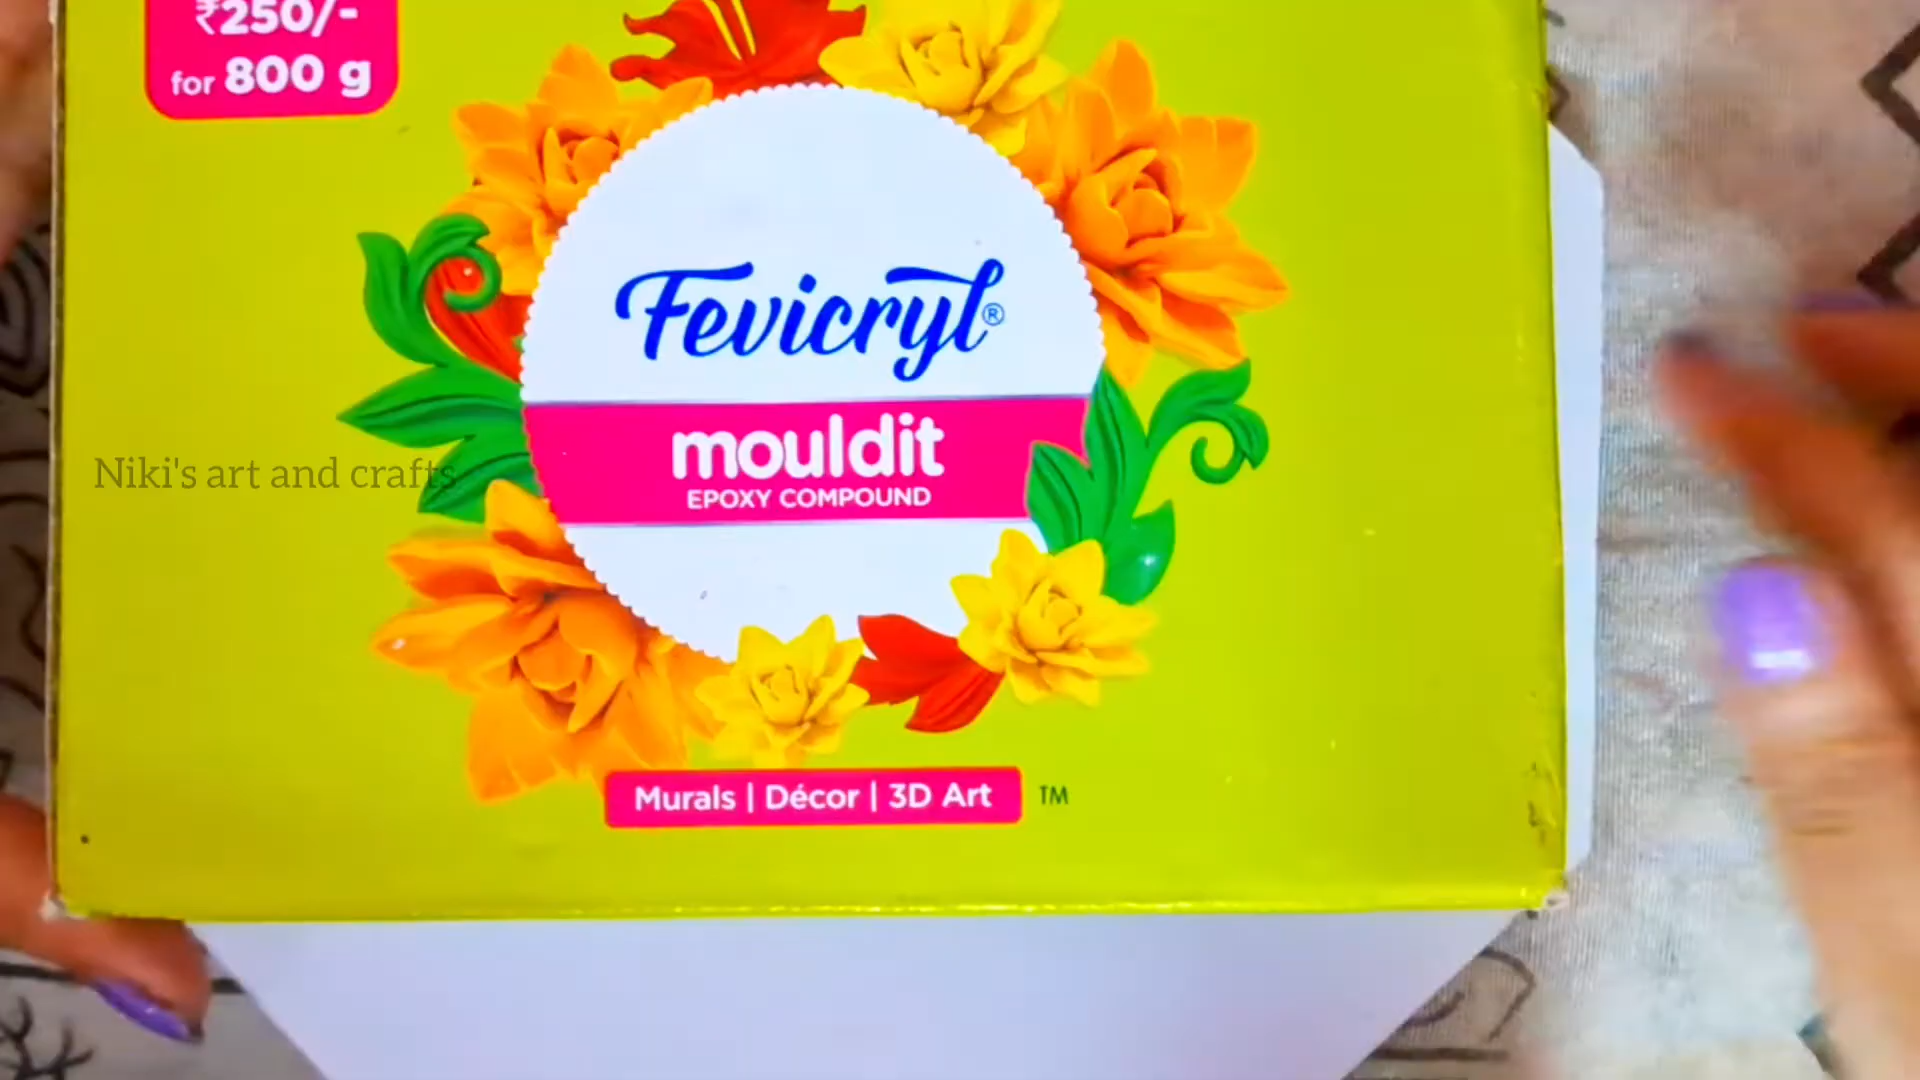 ₹250/-
for 800 g
Fevicryl®
mouldit
EPOXY COMPOUND
Niki's art and crafts
Murals | Décor | 3D Art ™